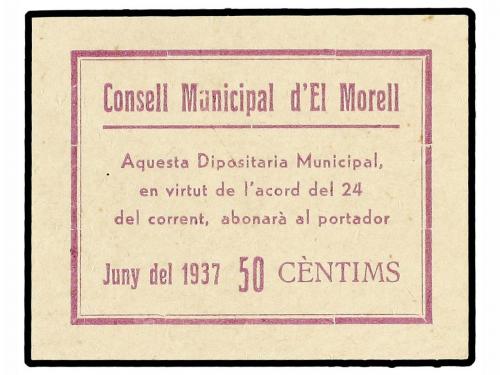 Consell Municipal d'El Morell
Aquesta Dipositaria Municipal,
en virtut de l'acord del 24
del corrent, abonarà al portador
Juny del 1937 50 CÈNTIMS